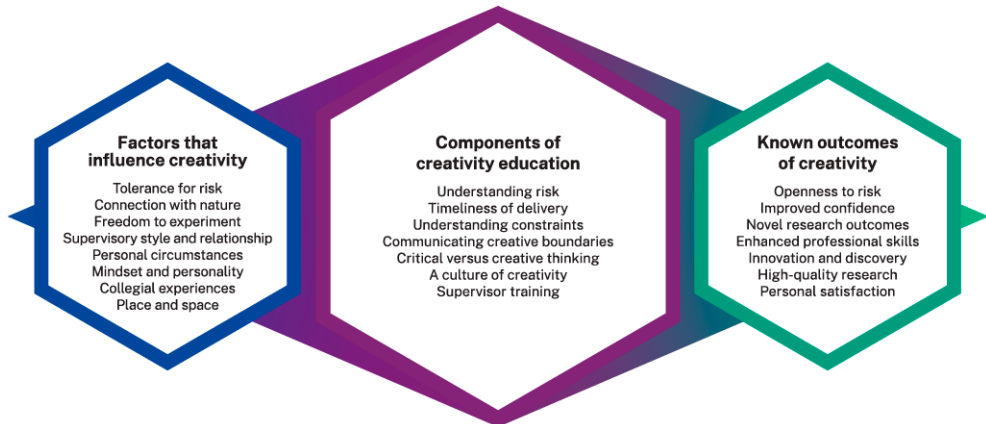 Factors that
influence creativity
Tolerance for risk
Connection with nature
Freedom to experiment
Supervisory style and relationship
Personal circumstances
Mindset and personality
Collegial experiences
Place and space
Components of
creativity education
Understanding risk
Timeliness of delivery
Understanding constraints
Communicating creative boundaries
Critical versus creative thinking
A culture of creativity
Supervisor training
Known outcomes
of creativity
Openness to risk
Improved confidence
Novel research outcomes
Enhanced professional skills
Innovation and discovery
High-quality research
Personal satisfaction